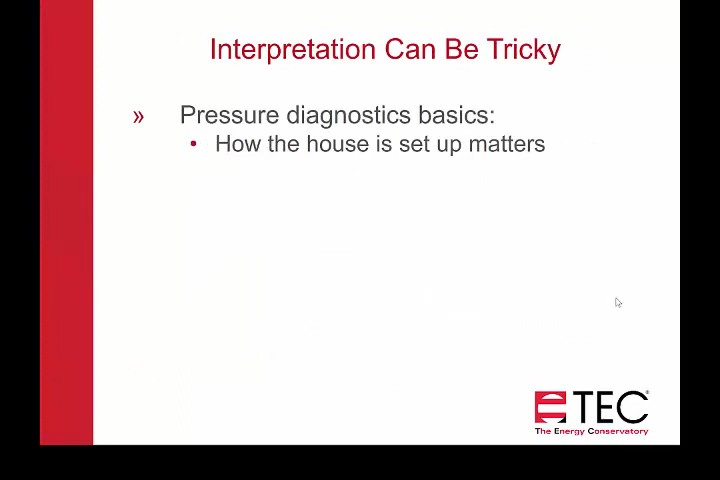 Interpretation Can Be Tricky
» Pressure diagnostics basics:
• How the house is set up matters
TEC®
The Energy Conservatory